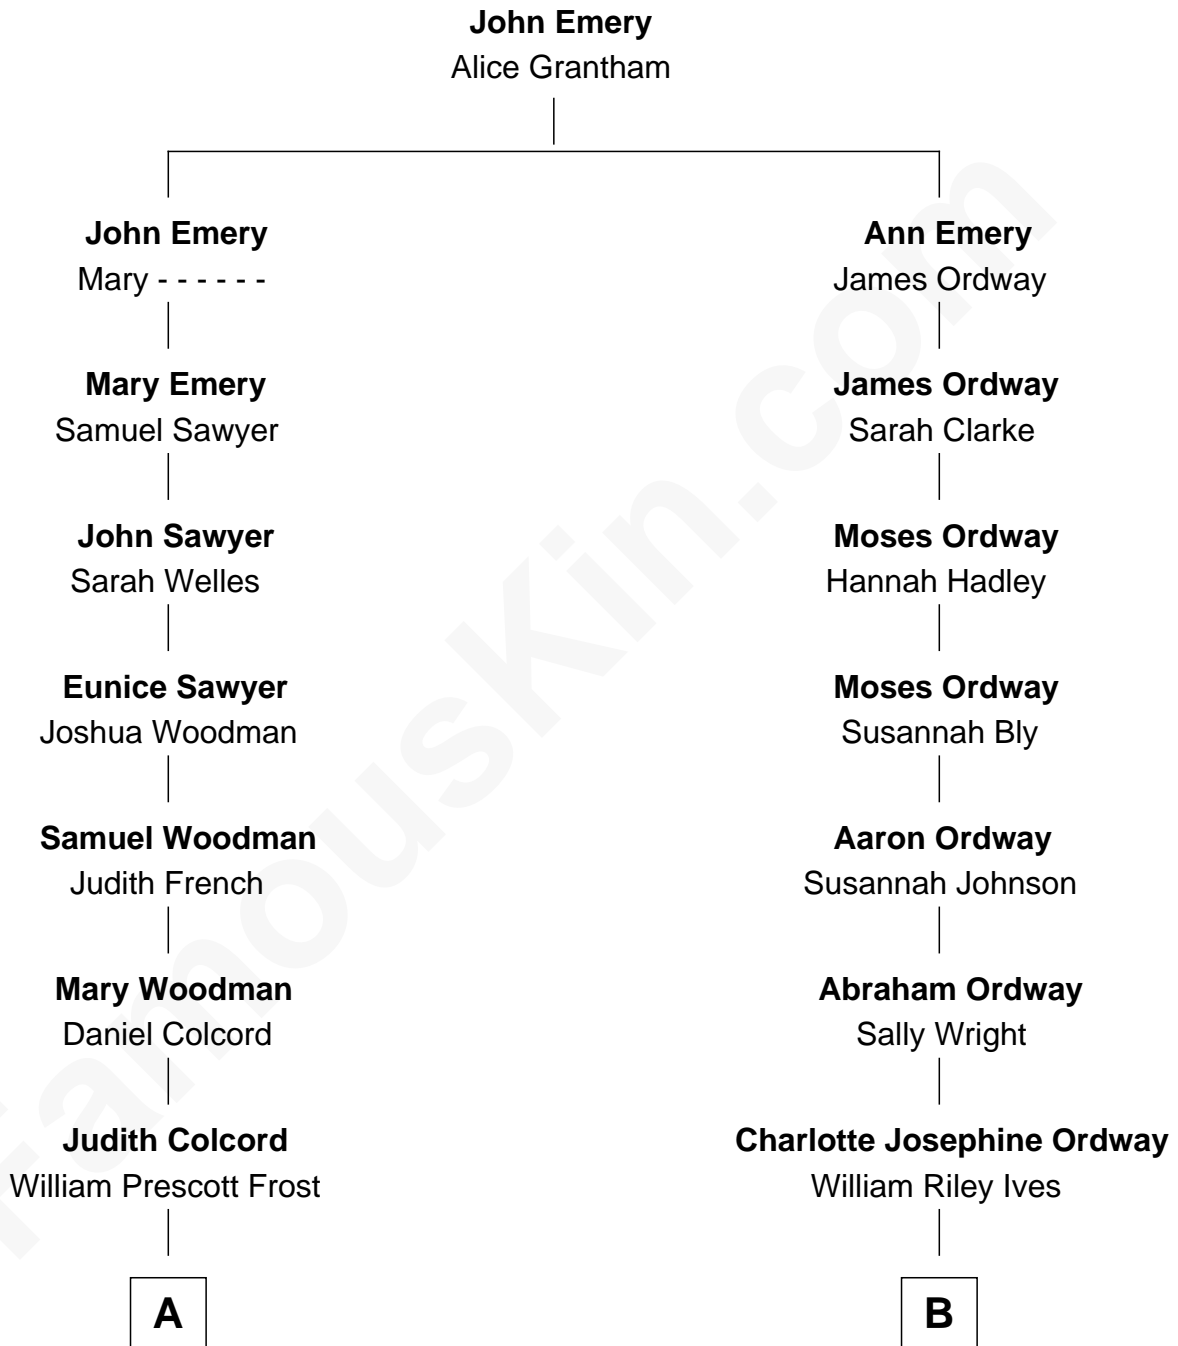 John Emery
Alice Grantham
John Emery
Mary - - - - - -
Ann Emery
James Ordway
Mary Emery
Samuel Sawyer
James Ordway
Sarah Clarke
John Sawyer
Sarah Welles
Moses Ordway
Hannah Hadley
Eunice Sawyer
Joshua Woodman
Moses Ordway
Susannah Bly
Samuel Woodman
Judith French
Aaron Ordway
Susannah Johnson
Mary Woodman
Daniel Colcord
Abraham Ordway
Sally Wright
Judith Colcord
William Prescott Frost
Charlotte Josephine Ordway
William Riley Ives
A
B
FamousKin.com